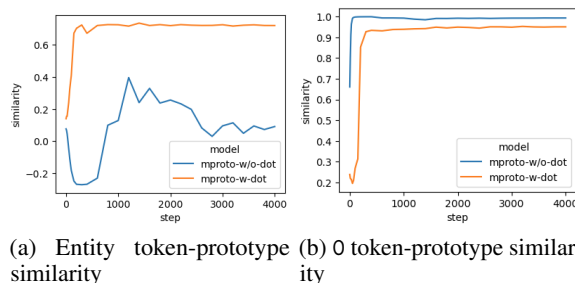 0.6
0.4
0.2
0.0
−0.2
similarity
0 1000 2000 3000 4000
step
model
mproto-w/o-dot
mproto-w-dot
1.0
0.9
0.8
0.7
0.6
0.5
0.4
0.3
0.2
similarity
0 1000 2000 3000 4000
step
model
mproto-w/o-dot
mproto-w-dot
(a) Entity token-prototype similarity
(b) O token-prototype similar
ity